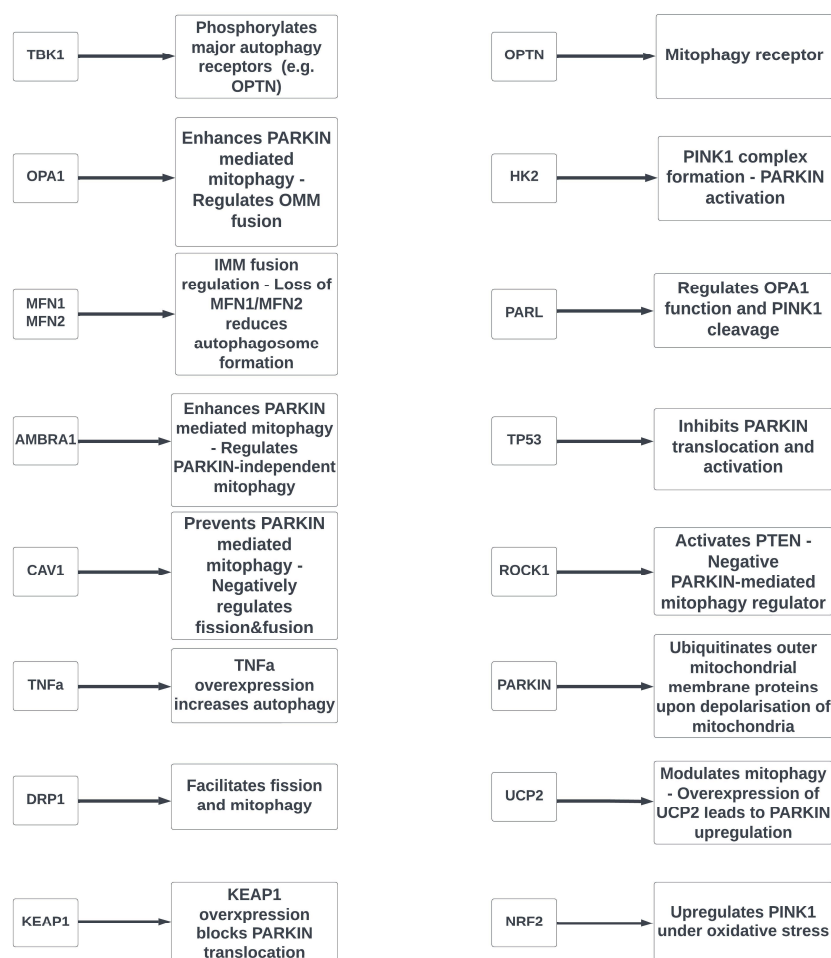 TBK1
Phosphorylates
major autophagy
receptors (e.g.
OPTN)
OPTN
Mitophagy receptor
OPA1
Enhances PARKIN
mediated
mitophagy -
Regulates OMM
fusion
HK2
PINK1 complex
formation - PARKIN
activation
MFN1
MFN2
IMM fusion
regulation - Loss of
MFN1/MFN2
reduces
autophagosome
formation
PARL
Regulates OPA1
function and PINK1
cleavage
AMBRA1
Enhances PARKIN
mediated mitophagy
- Regulates
PARKIN-independent
mitophagy
TP53
Inhibits PARKIN
translocation and
activation
CAV1
Prevents PARKIN
mediated
mitophagy -
Negatively
regulates
fission&fusion
ROCK1
Activates PTEN -
Negative
PARKIN-mediated
mitophagy regulator
TNFa
TNFa
overexpression
increases autophagy
PARKIN
Ubiquitinates outer
mitochondrial
membrane proteins
upon depolarisation of
mitochondria
DRP1
Facilitates fission
and mitophagy
UCP2
Modulates mitophagy
- Overexpression of
UCP2 leads to PARKIN
upregulation
KEAP1
KEAP1
overxpression
blocks PARKIN
translocation
NRF2
Upregulates PINK1
under oxidative stress